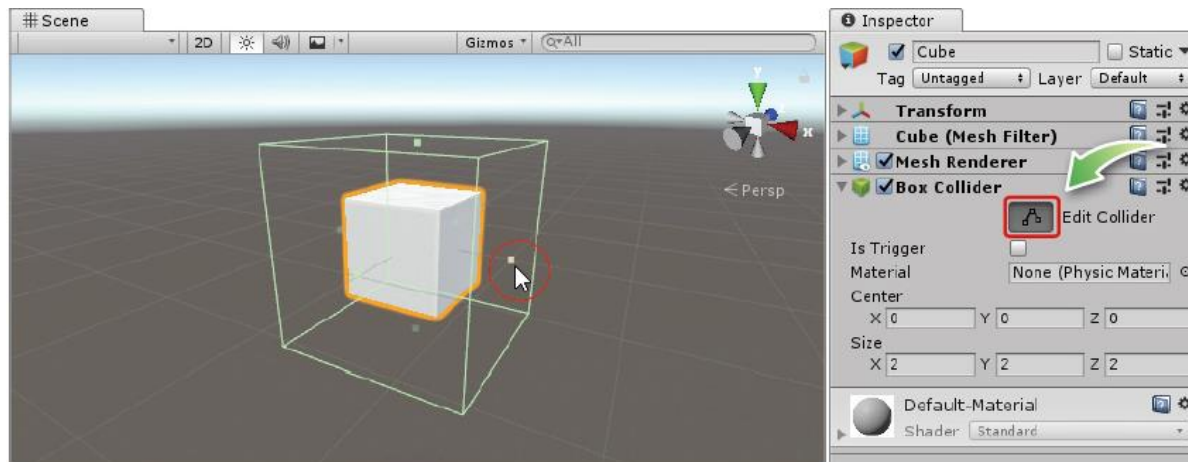 Scene
2D Gizmos All
y
x
Persp
Inspector
Cube Static
Tag Untagged Layer Default
Transform
Cube (Mesh Filter)
Mesh Renderer
Box Collider
Edit Collider
Is Trigger
Material None (Physic Materi
Center
X 0 Y 0 Z 0
Size
X 2 Y 2 Z 2
Default-Material
Shader Standard